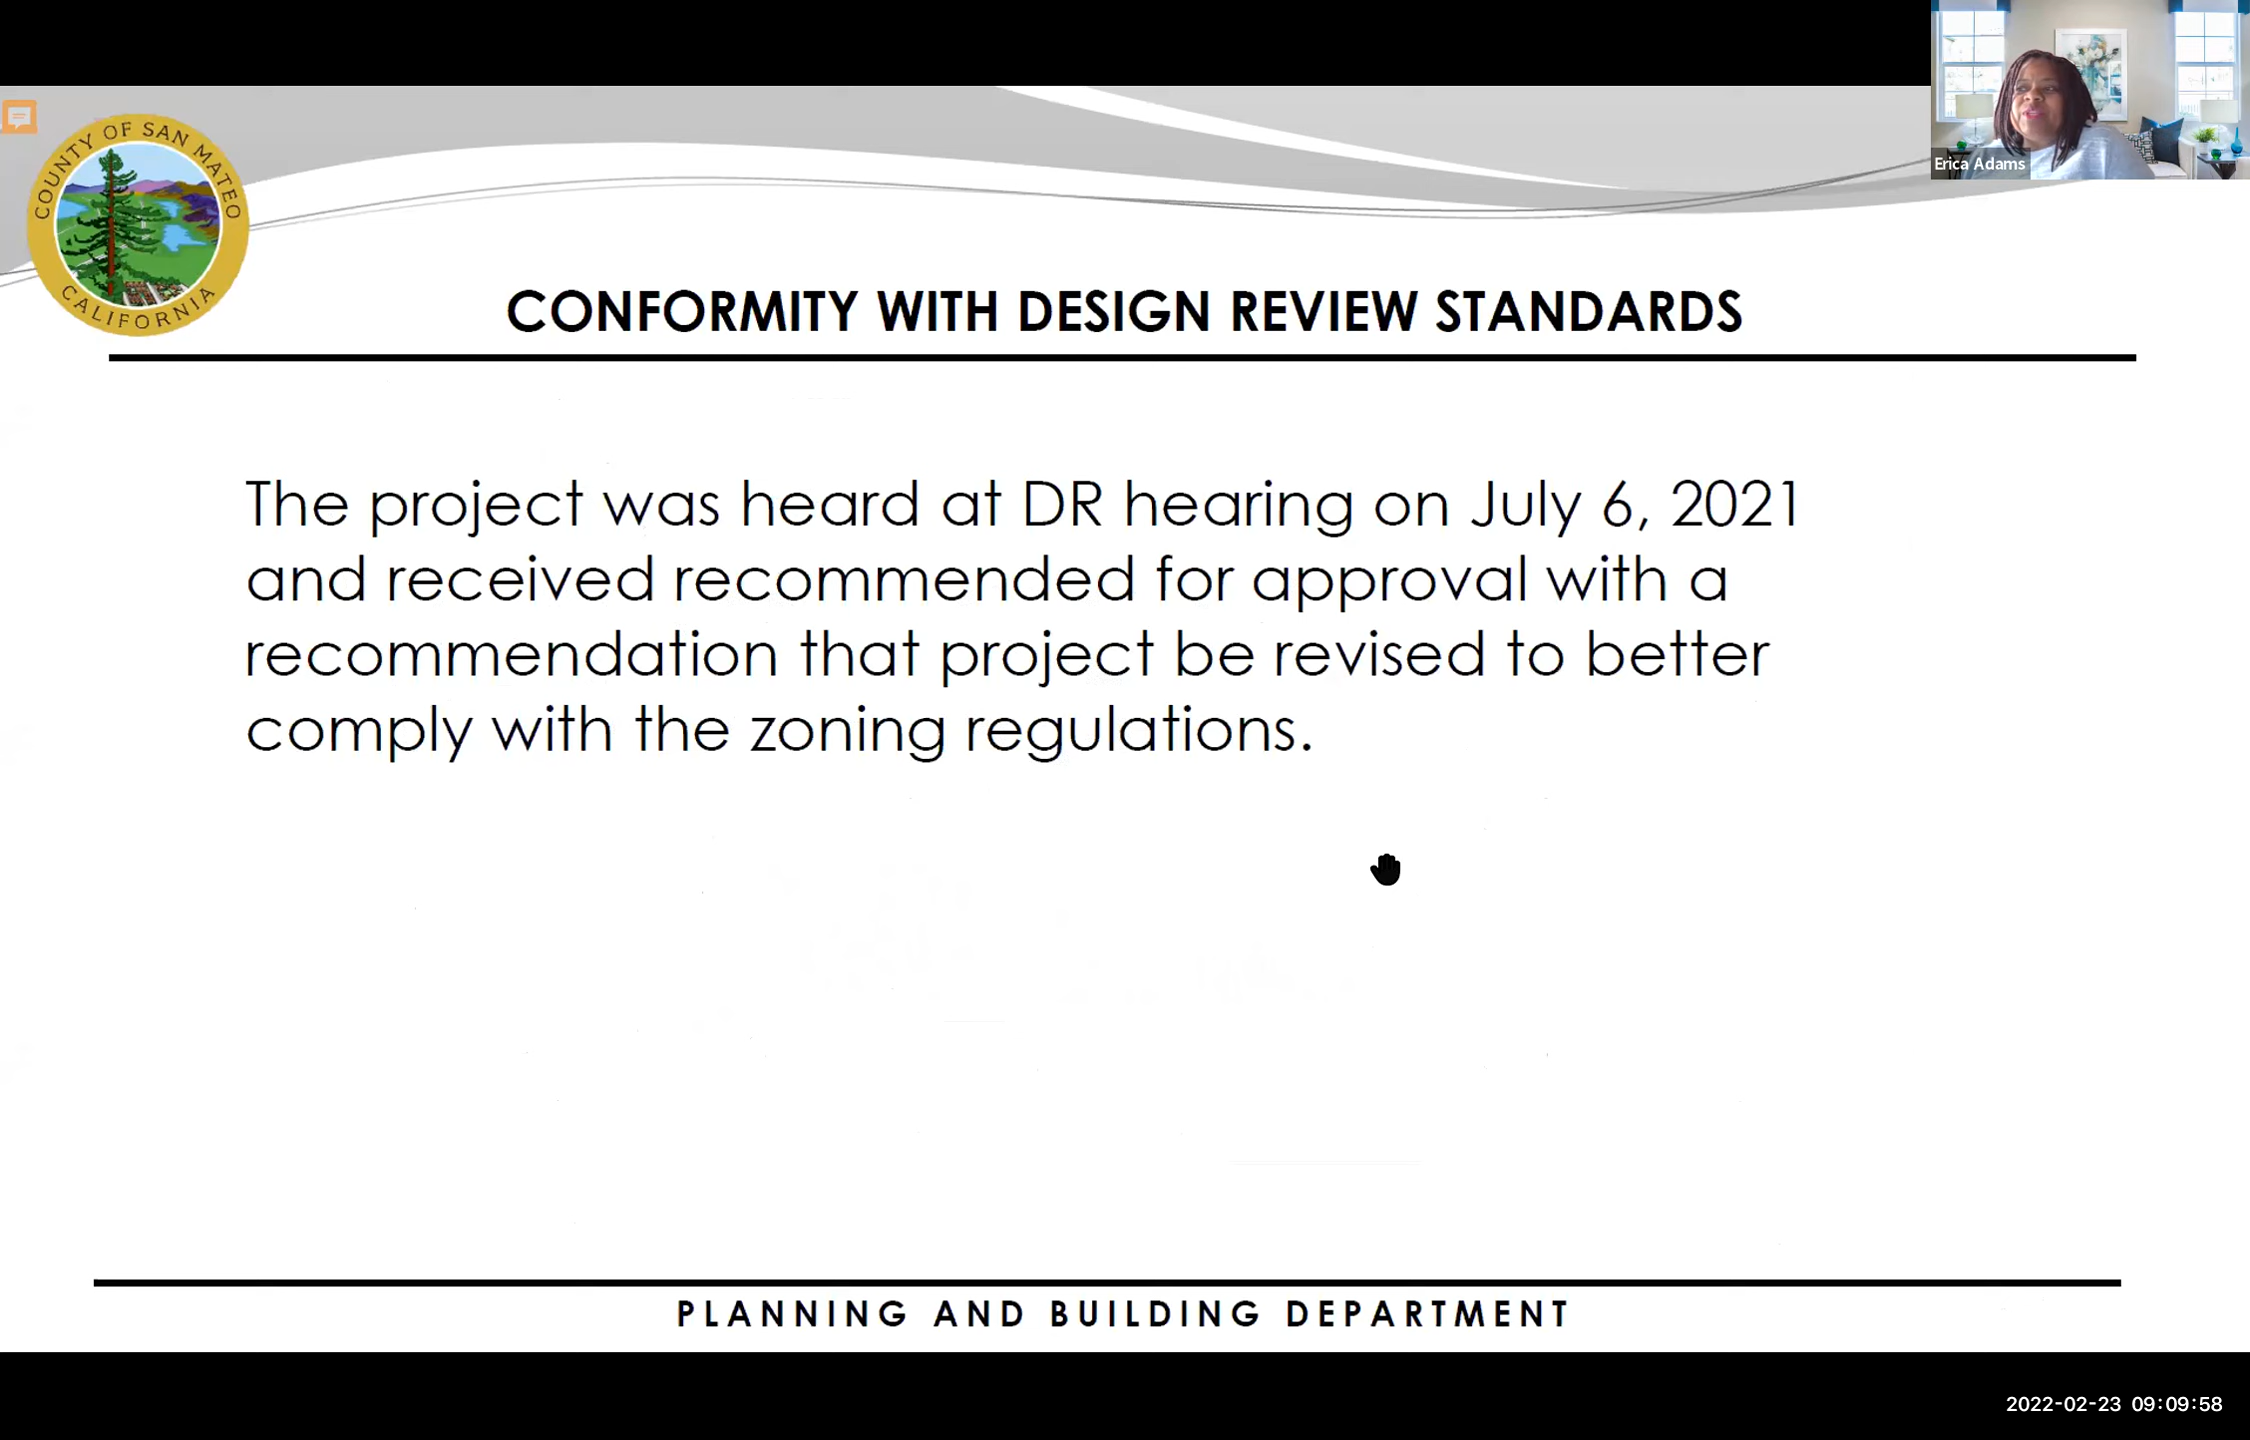 Erica Adams
COUNTY OF SAN MATEO
CALIFORNIA
CONFORMITY WITH DESIGN REVIEW STANDARDS
The project was heard at DR hearing on July 6, 2021
and received recommended for approval with a
recommendation that project be revised to better
comply with the zoning regulations.
PLANNING AND BUILDING DEPARTMENT
2022-02-23 09:09:58